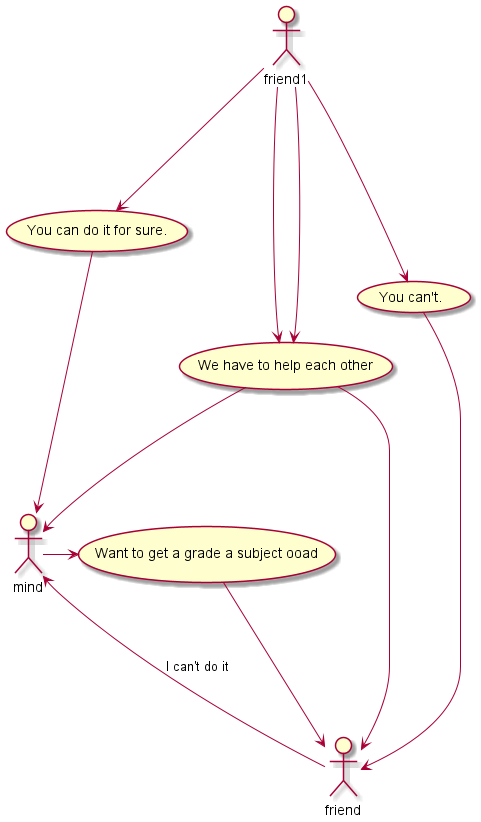 friend1
You can do it for sure.
You can't.
We have to help each other
Want to get a grade a subject ooad
mind
I can't do it
friend